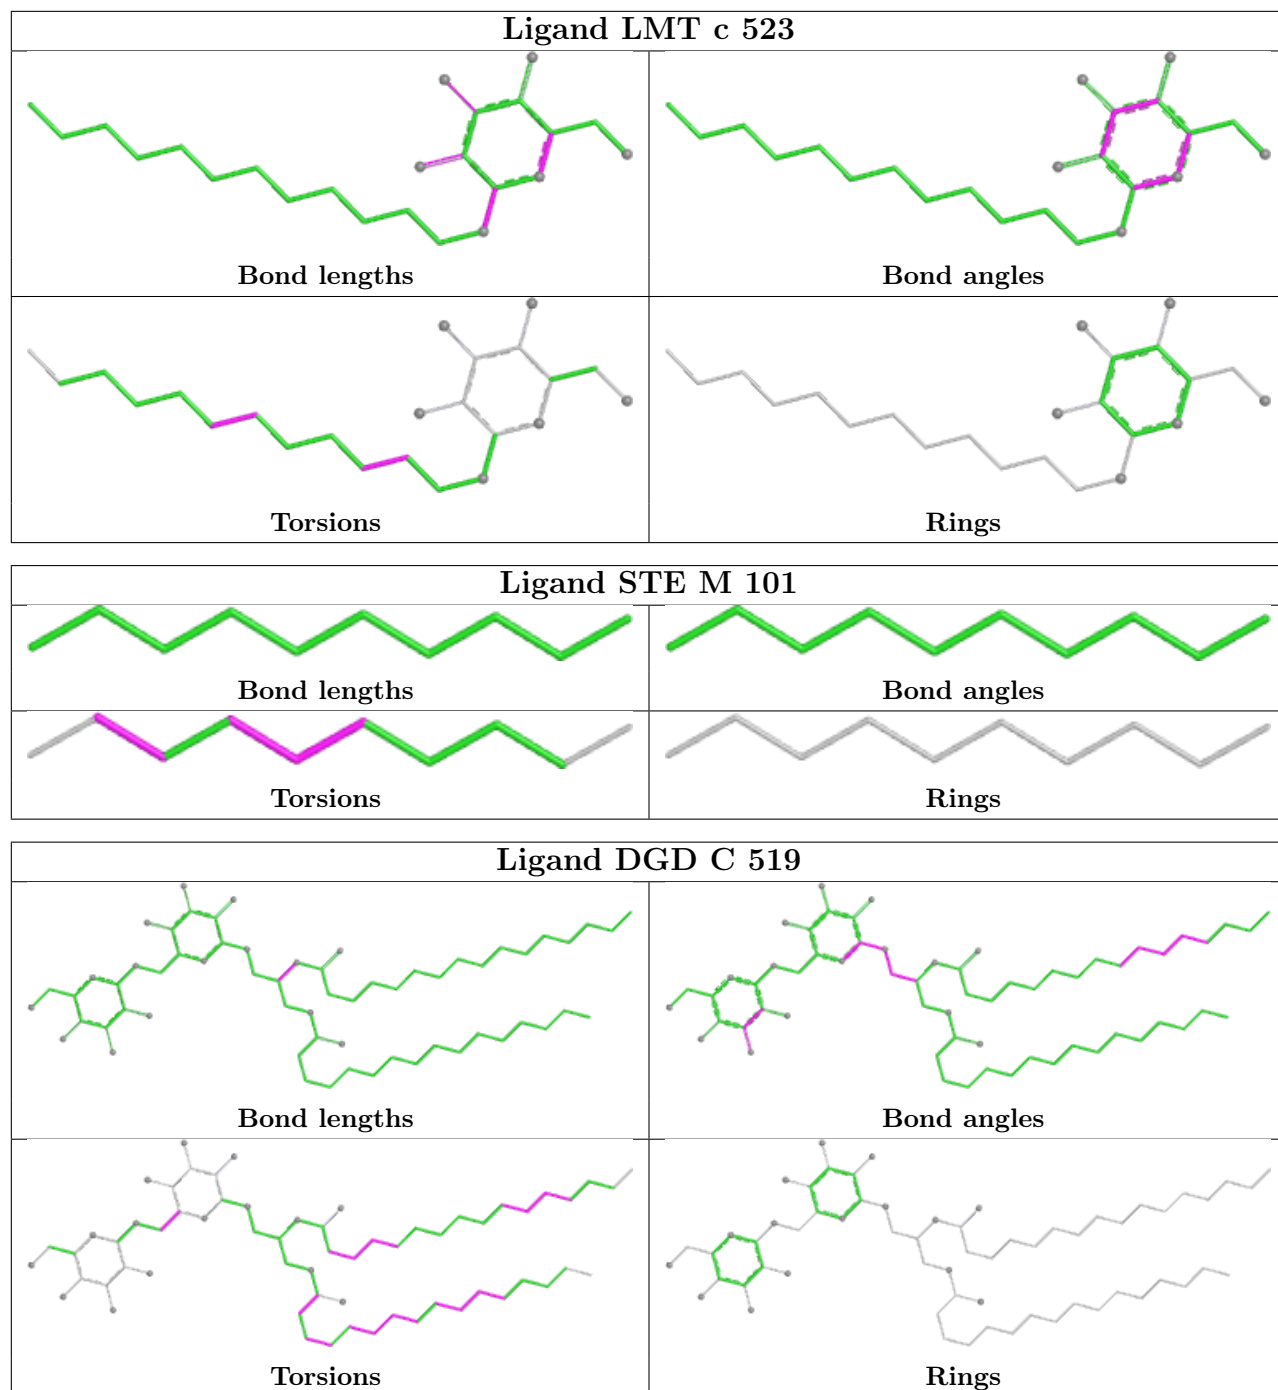 Ligand LMT c 523
Bond lengths Bond angles
Torsions Rings
Ligand STE M 101
Bond lengths Bond angles
Torsions Rings
Ligand DGD C 519
Bond lengths Bond angles
Torsions Rings